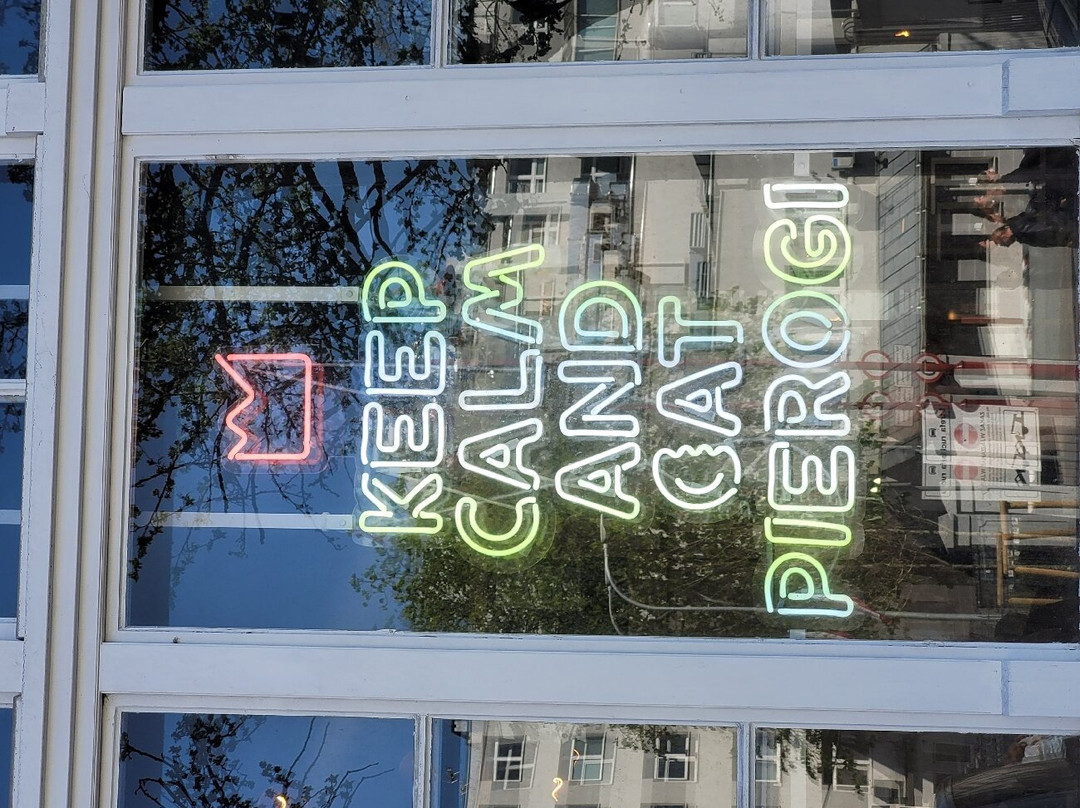 KEEP
CALM
AND
EAT
PIEROGI